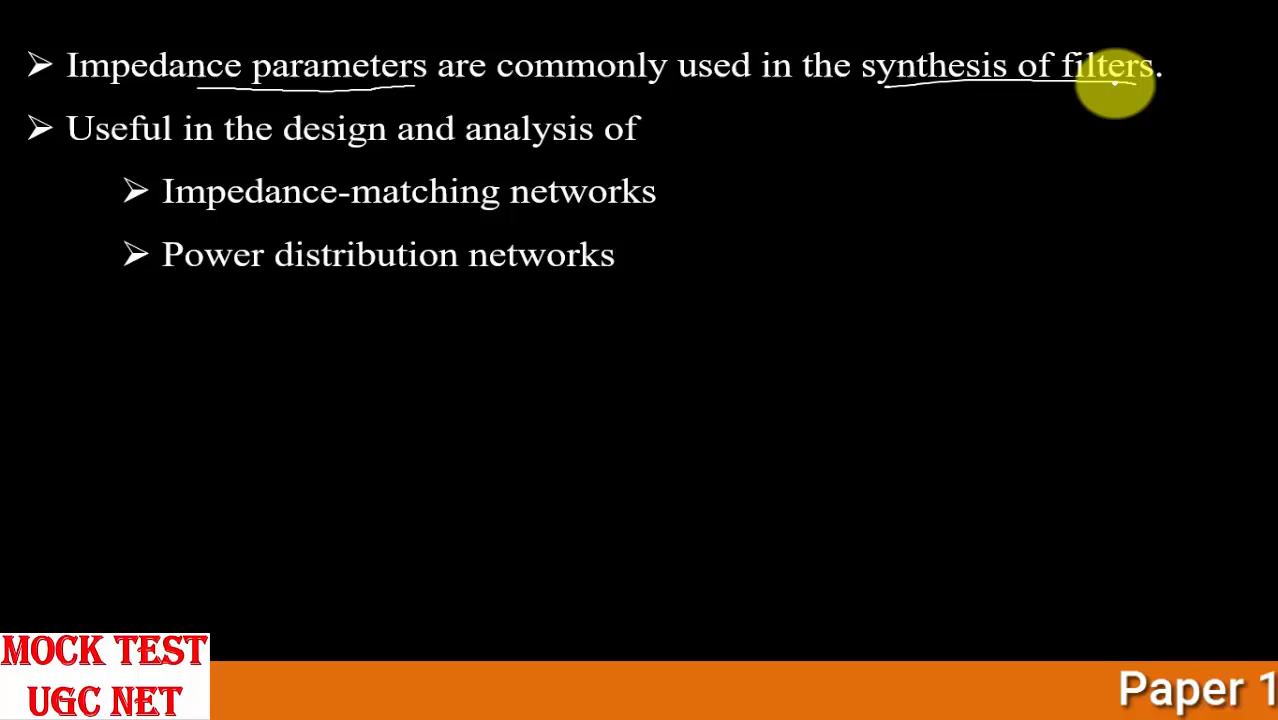 ➢ Impedance parameters are commonly used in the synthesis of filters.
➢ Useful in the design and analysis of
➢ Impedance-matching networks
➢ Power distribution networks
MOCK TEST
UGC NET
Paper 1